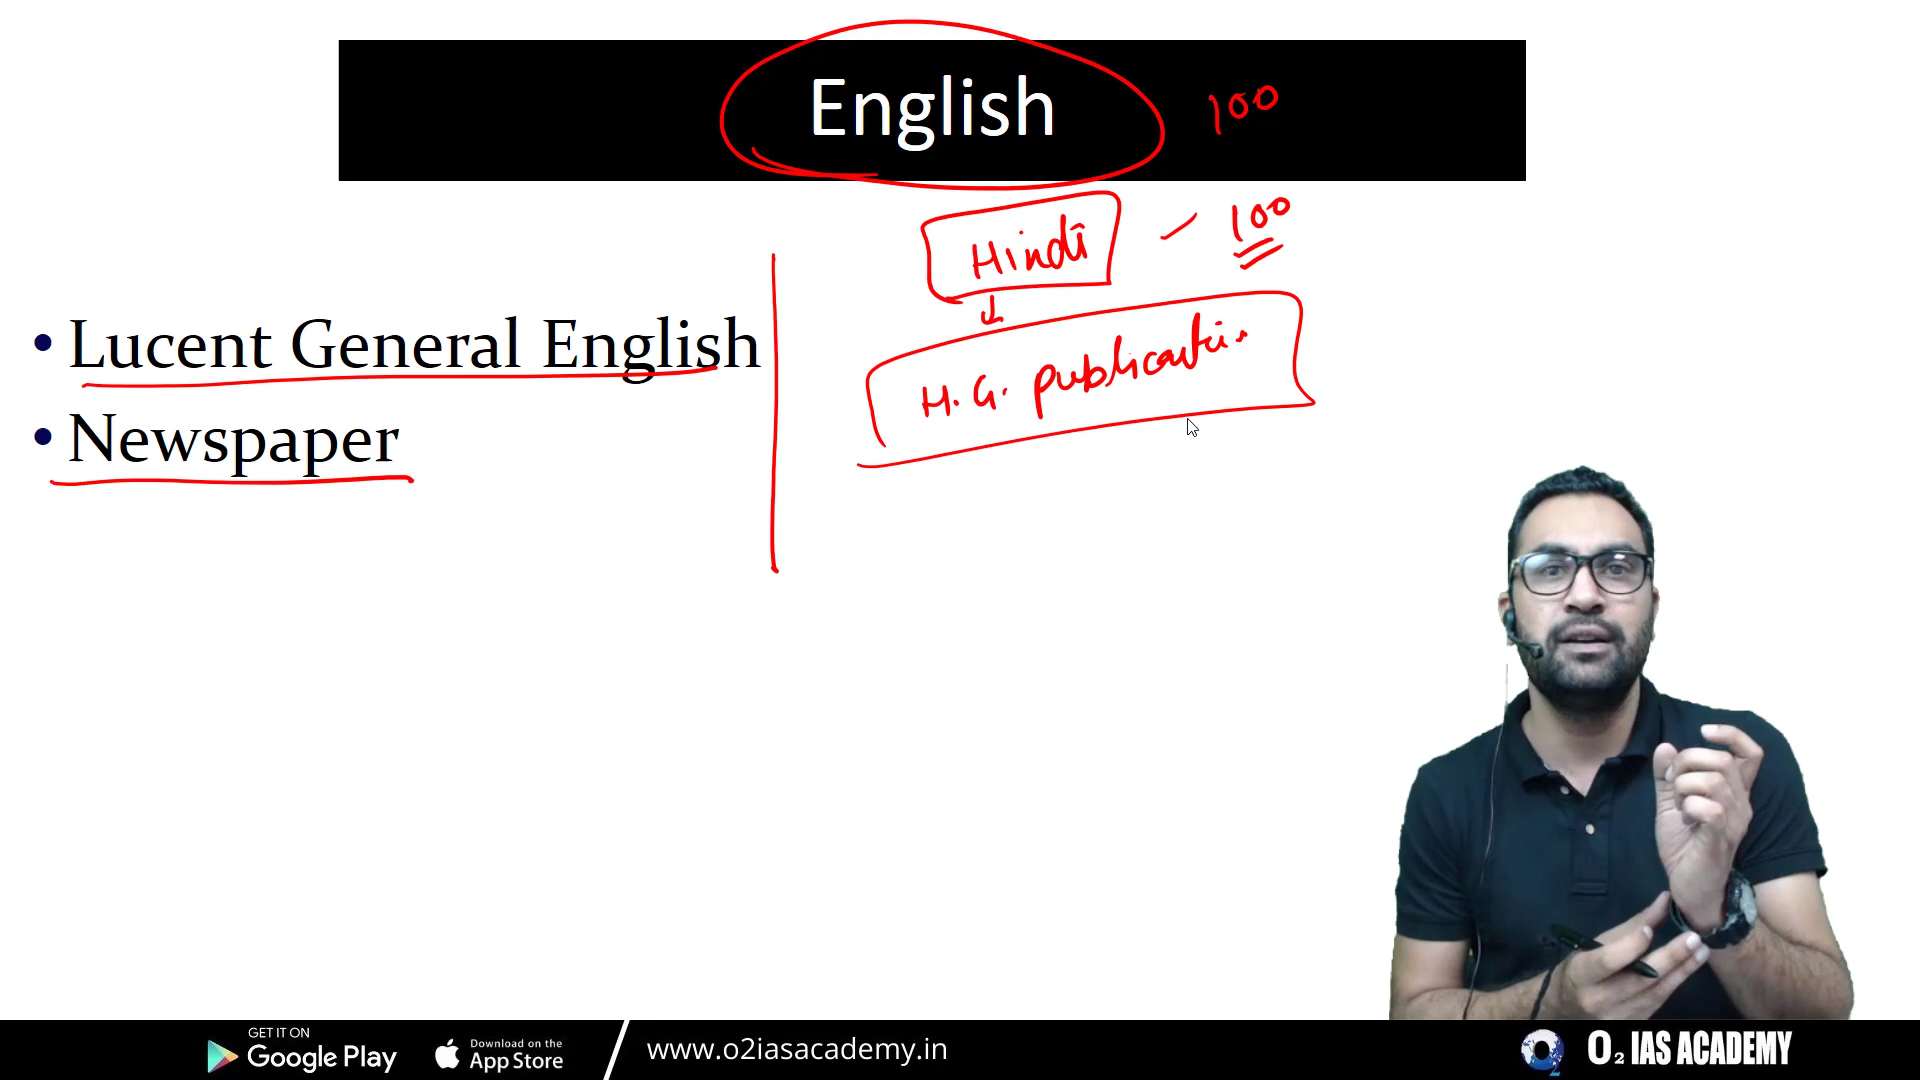 English 100
Hindi - 100
• Lucent General English
H. G. publication
• Newspaper
GET IT ON
Google Play
Download on the
App Store
www.o2iasacademy.in
O2 IAS ACADEMY